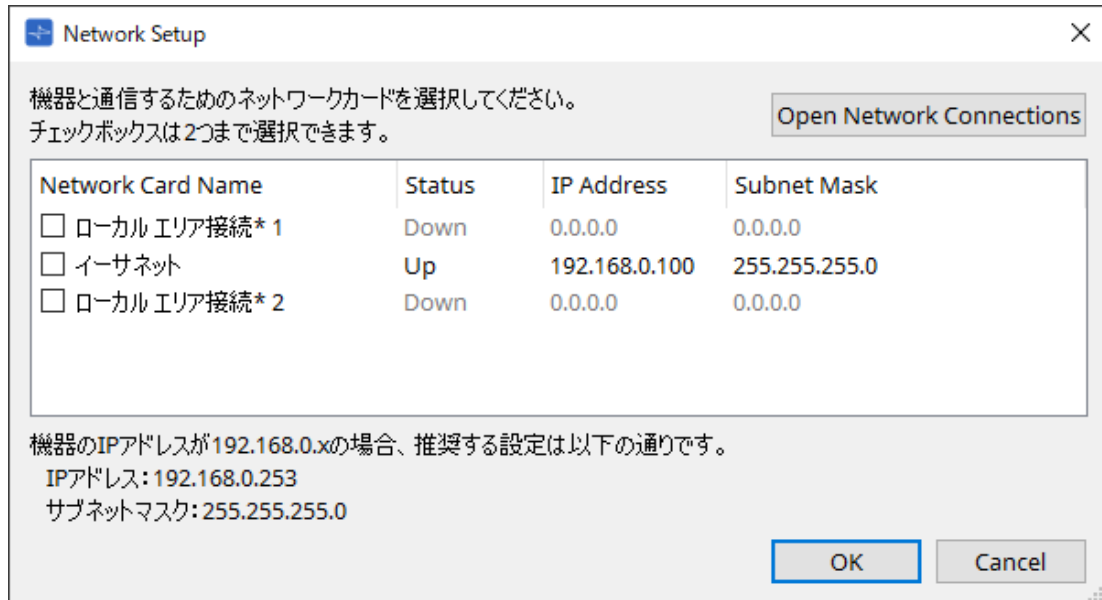 Network Setup
機器と通信するためのネットワークカードを選択してください。
チェックボックスは2つまで選択できます。
Open Network Connections
Network Card Name Status IP Address Subnet Mask
ローカル エリア接続* 1 Down 0.0.0.0 0.0.0.0
イーサネット Up 192.168.0.100 255.255.255.0
ローカル エリア接続* 2 Down 0.0.0.0 0.0.0.0
機器のIPアドレスが192.168.0.xの場合、推奨する設定は以下の通りです。
IPアドレス：192.168.0.253
サブネットマスク：255.255.255.0
OK Cancel